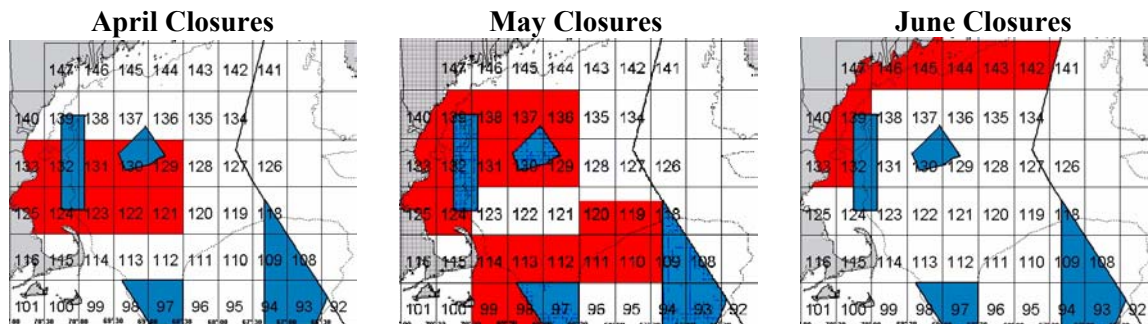 April Closures
147 146 145 144 143 142 141
140 139 138 137 136 135 134
133 132 131 130 129 128 127 126
125 124 123 122 121 120 119 118
116 115 114 113 112 111 110 109 108
101 100 99 98 97 96 95 94 93 92
May Closures
147 146 145 144 143 142 141
140 139 138 137 136 135 134
133 132 131 130 129 128 127 126
125 124 123 122 121 120 119 118
116 115 114 113 112 111 110 109 108
101 100 99 98 97 96 95 94 93 92
June Closures
147 146 145 144 143 142 141
140 139 138 137 136 135 134
133 132 131 130 129 128 127 126
125 124 123 122 121 120 119 118
116 115 114 113 112 111 110 109 108
101 100 99 98 97 96 95 94 93 92